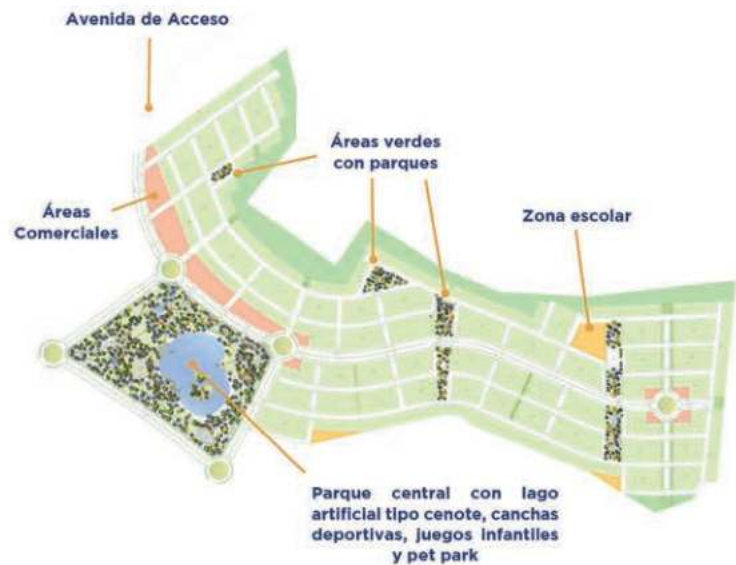 Avenida de Acceso
Áreas verdes
con parques
Áreas
Comerciales
Zona escolar
Parque central con lago
artificial tipo cenote, canchas
deportivas, juegos infantiles
y pet park